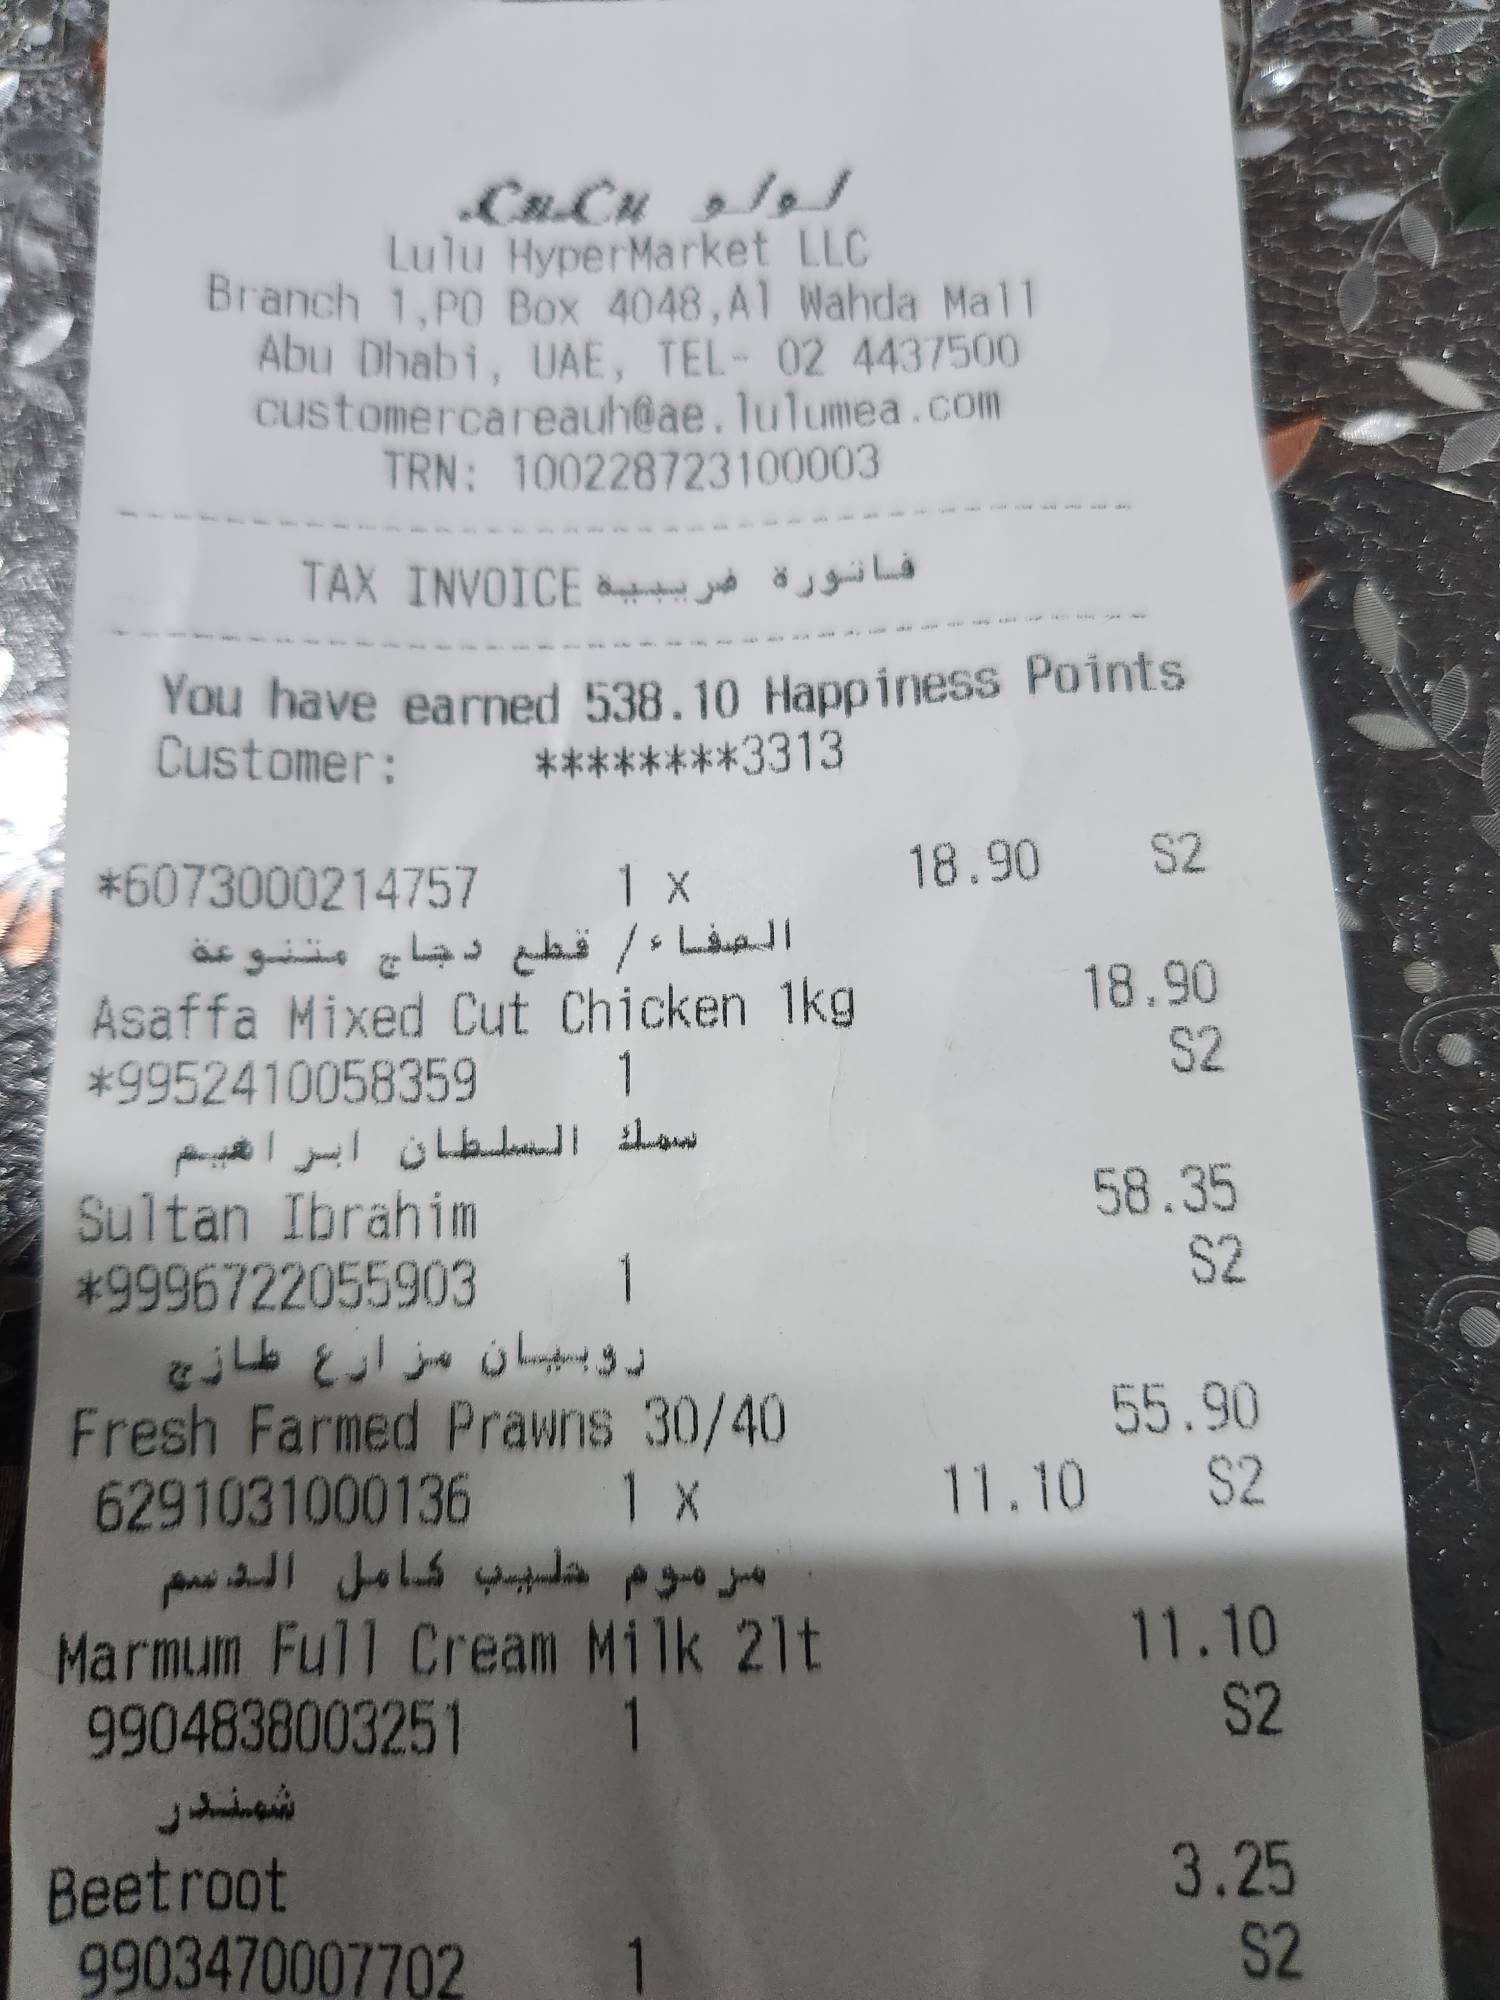 LuLu لولو
Lulu HyperMarket LLC
Branch 1,PO Box 4048,Al Wahda Mall
Abu Dhabi, UAE, TEL- 02 4437500
customercareauh@ae.lulumea.com
TRN: 100228723100003
TAX INVOICE فاتورة ضريبية
You have earned 538.10 Happiness Points
Customer: ********3313
*6073000214757 1 x 18.90 S2
الصفاء/ قطع دجاج متنوعة
Asaffa Mixed Cut Chicken 1kg 18.90
*9952410058359 1 S2
سمك السلطان ابراهيم
Sultan Ibrahim 58.35
*9996722055903 1 S2
روبيان مزارع طازج
Fresh Farmed Prawns 30/40 55.90
6291031000136 1 x 11.10 S2
مرموم حليب كامل الدسم
Marmum Full Cream Milk 2lt 11.10
9904838003251 1 S2
شمندر
Beetroot 3.25
9903470007702 1 S2